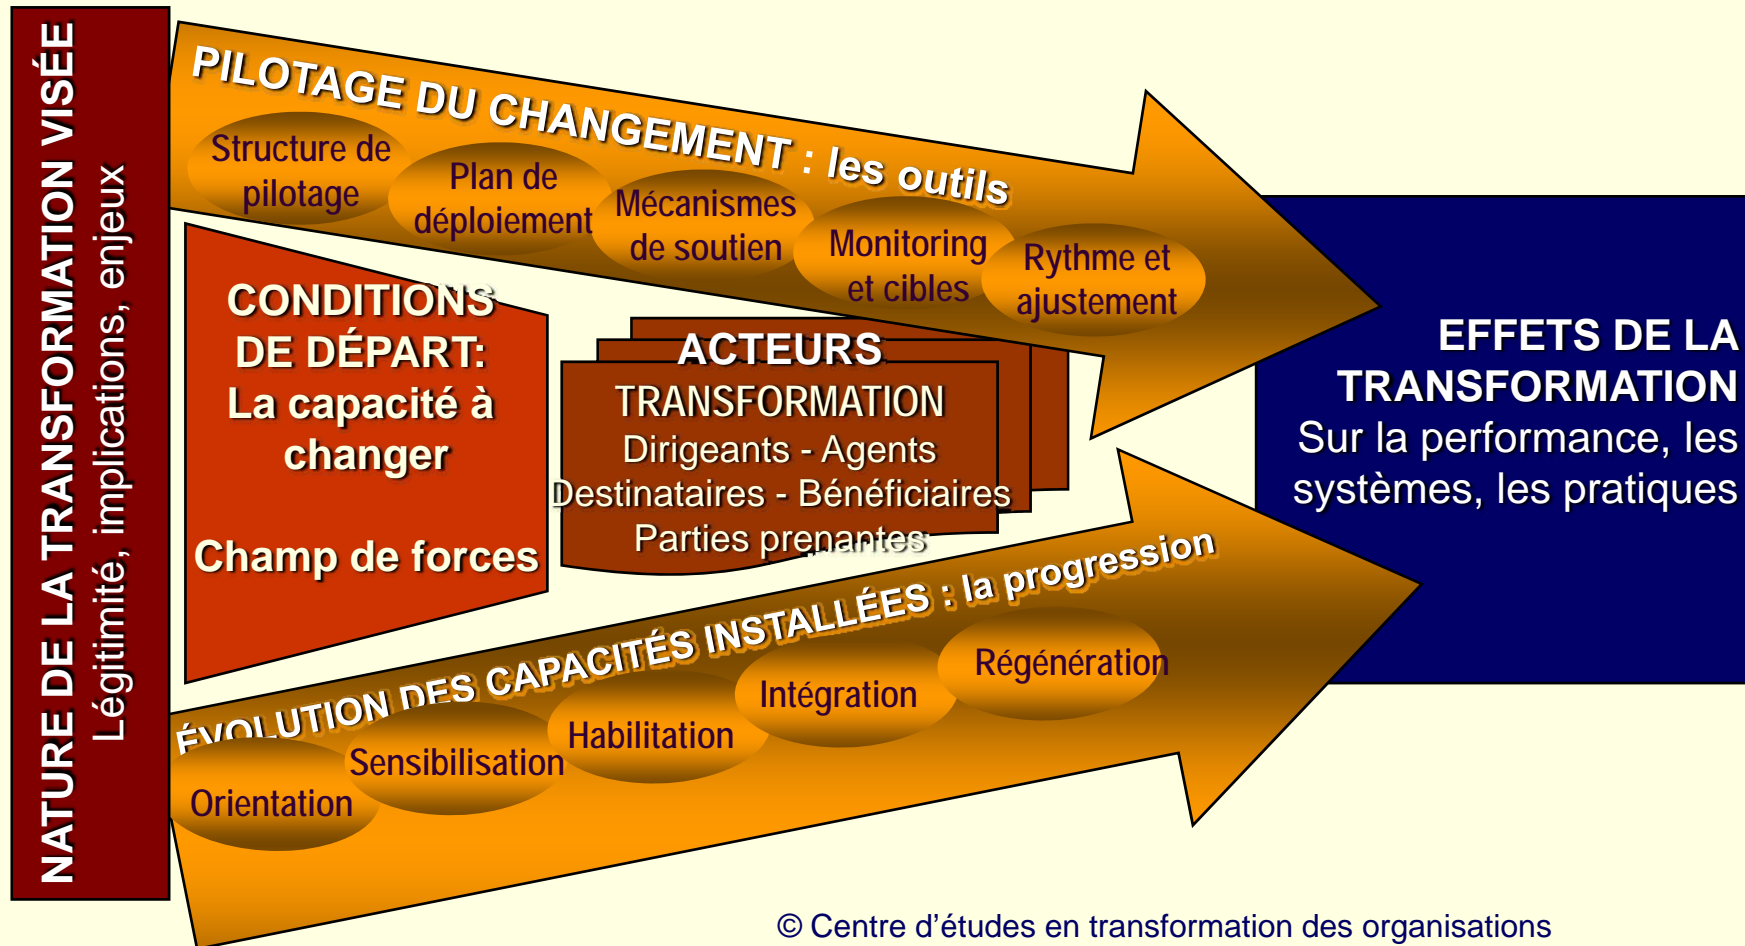 NATURE DE LA TRANSFORMATION VISÉE
Légitimité, implications, enjeux
PILOTAGE DU CHANGEMENT : les outils
Structure de
pilotage
Plan de
déploiement
Mécanismes
de soutien
Monitoring
et cibles
Rythme et
ajustement
CONDITIONS
DE DÉPART:
La capacité à
changer
Champ de forces
ACTEURS
TRANSFORMATION
Dirigeants - Agents
Destinataires - Bénéficiaires
Parties prenantes
EFFETS DE LA
TRANSFORMATION
Sur la performance, les
systèmes, les pratiques
ÉVOLUTION DES CAPACITÉS INSTALLÉES : la progression
Orientation
Sensibilisation
Habilitation
Intégration
Régénération
© Centre d'études en transformation des organisations